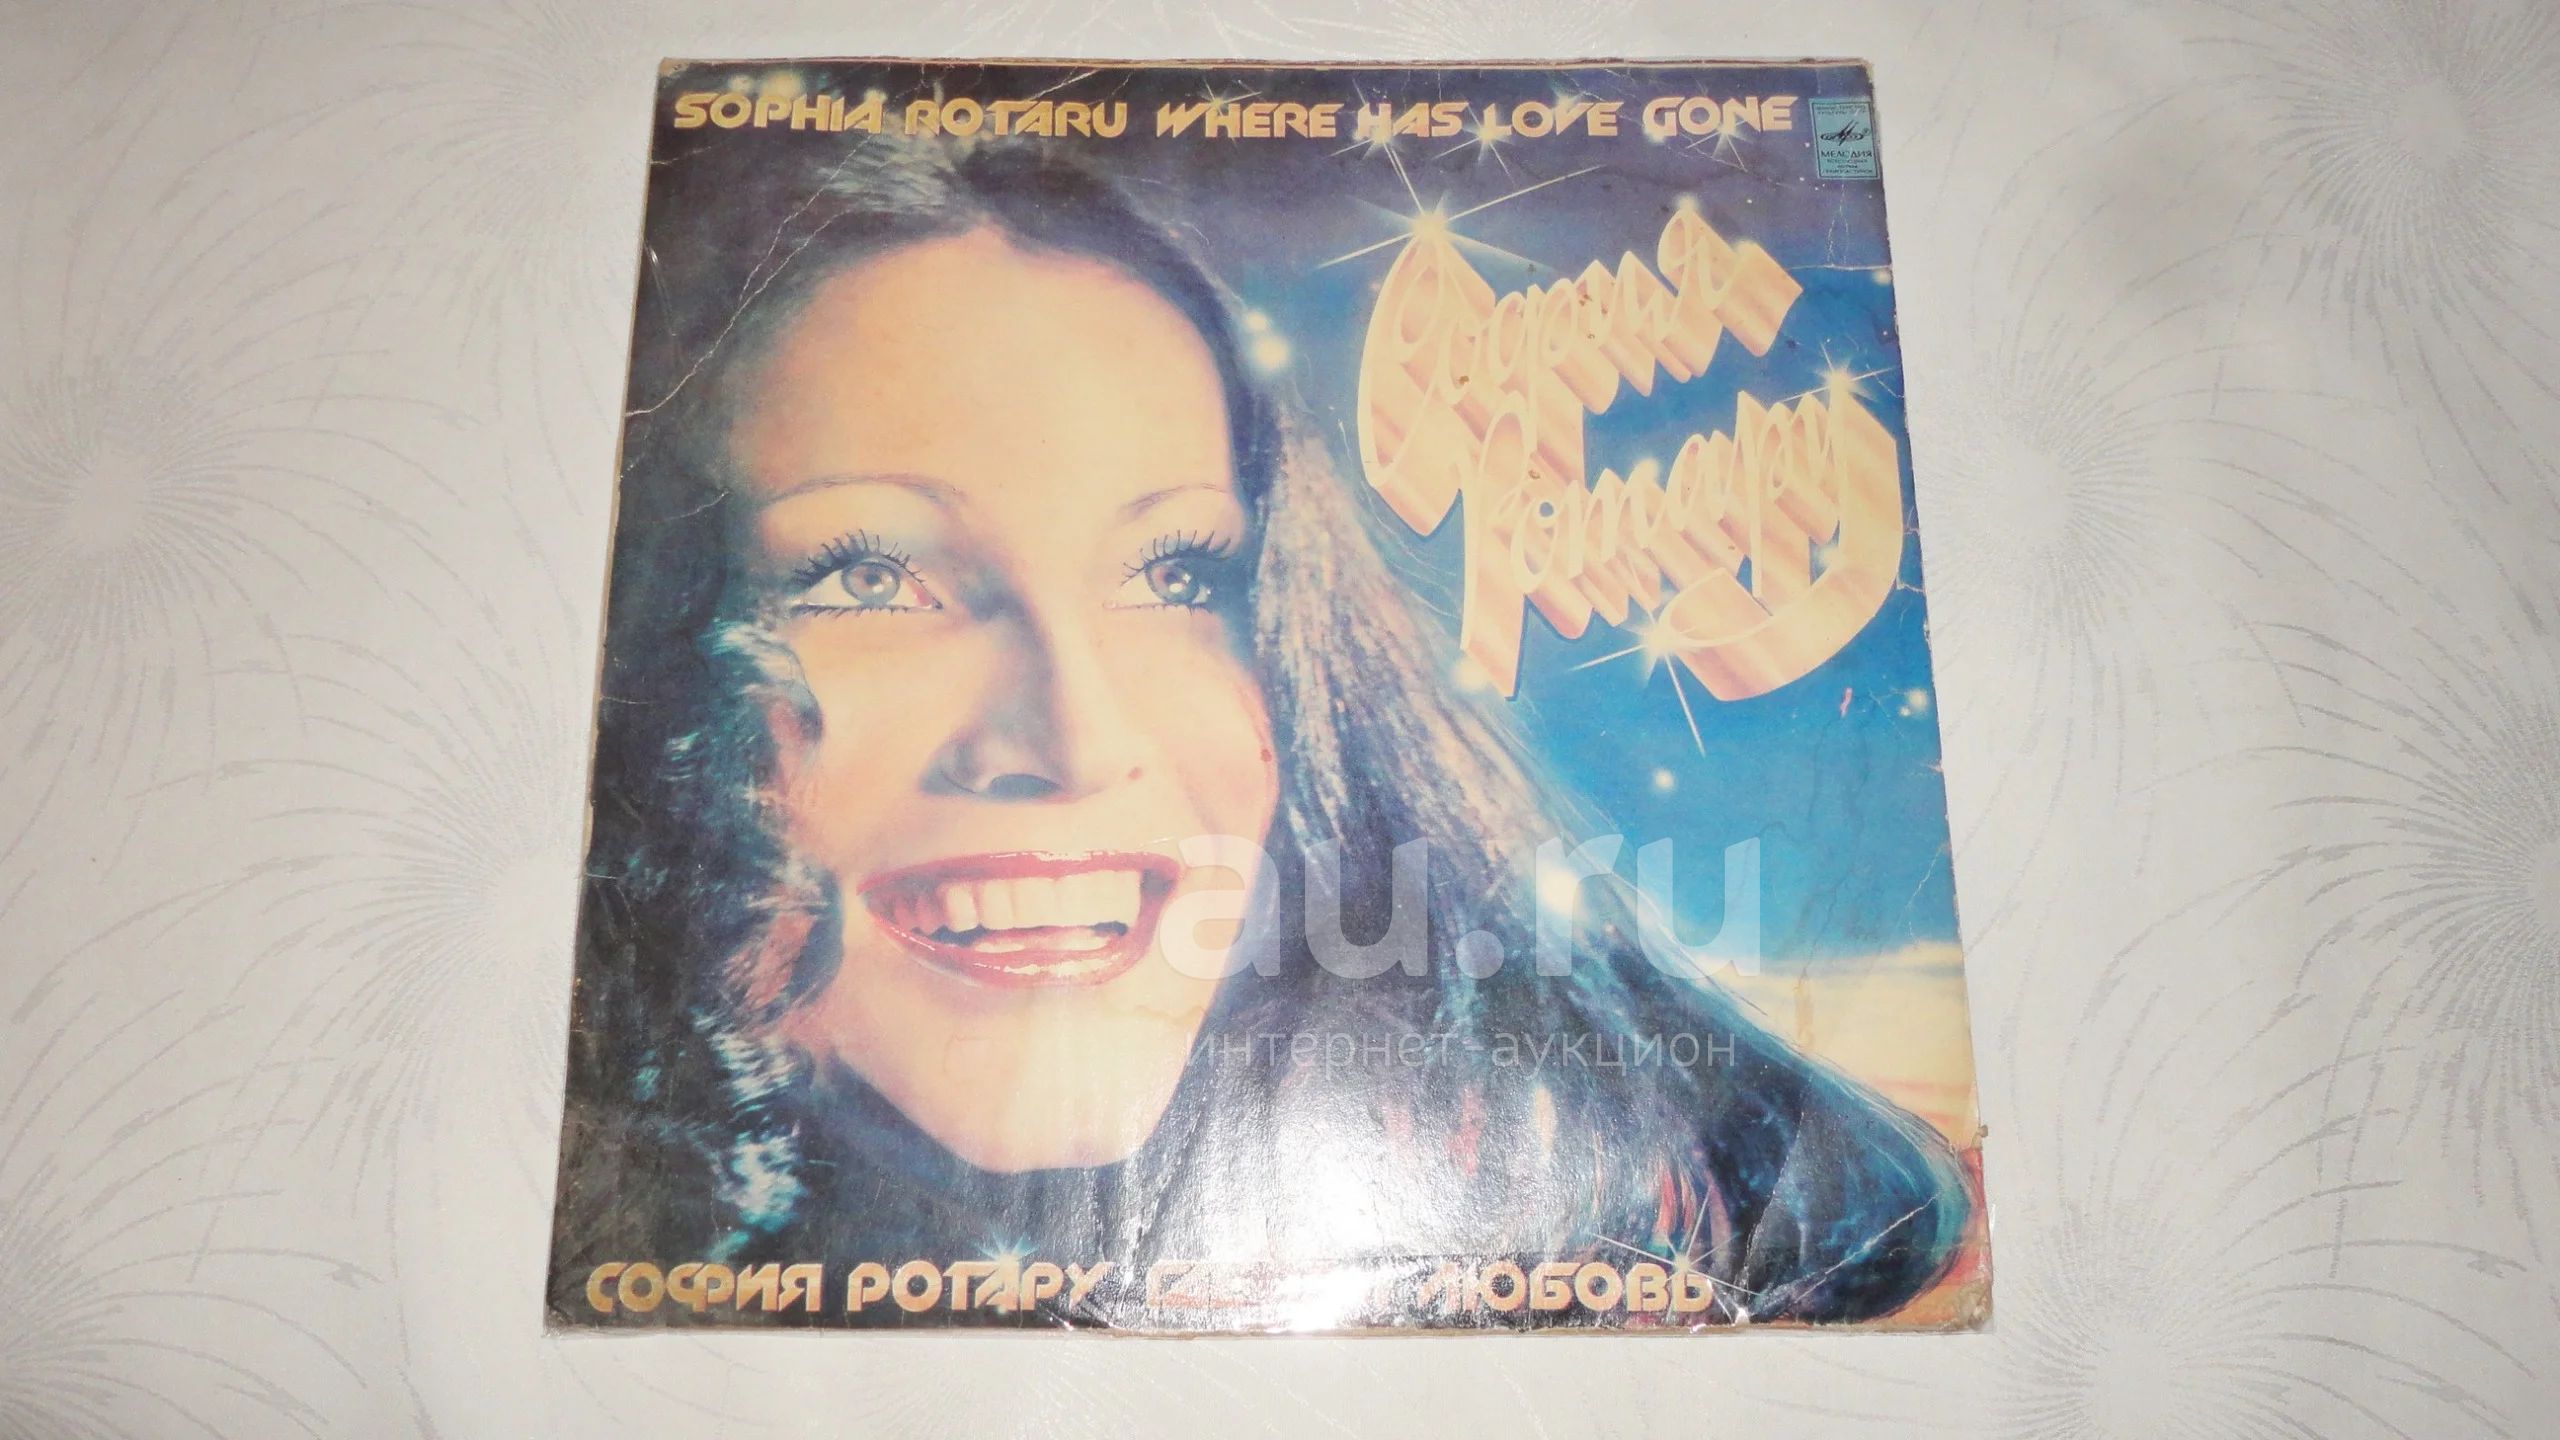 SOPHIA ROTARU WHERE HAS LOVE GONE
МЕЛОДИЯ
София
Ротару
au.ru
интернет-аукцион
СОФИЯ РОТАРУ ЛЮБОВЬ